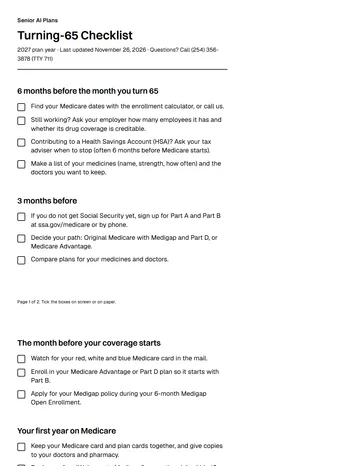 Senior AI Plans
Turning-65 Checklist
2027 plan year · Last updated November 26, 2026 · Questions? Call (254) 356-
3878 (TTY 711)
6 months before the month you turn 65
Find your Medicare dates with the enrollment calculator, or call us.
Still working? Ask your employer how many employees it has and
whether its drug coverage is creditable.
Contributing to a Health Savings Account (HSA)? Ask your tax
adviser when to stop (often 6 months before Medicare starts).
Make a list of your medicines (name, strength, how often) and the
doctors you want to keep.
3 months before
If you do not get Social Security yet, sign up for Part A and Part B
at ssa.gov/medicare or by phone.
Decide your path: Original Medicare with Medigap and Part D, or
Medicare Advantage.
Compare plans for your medicines and doctors.
Page 1 of 2. Tick the boxes on screen or on paper.
The month before your coverage starts
Watch for your red, white and blue Medicare card in the mail.
Enroll in your Medicare Advantage or Part D plan so it starts with
Part B.
Apply for your Medigap policy during your 6-month Medigap
Open Enrollment.
Your first year on Medicare
Keep your Medicare card and plan cards together, and give copies
to your doctors and pharmacy.